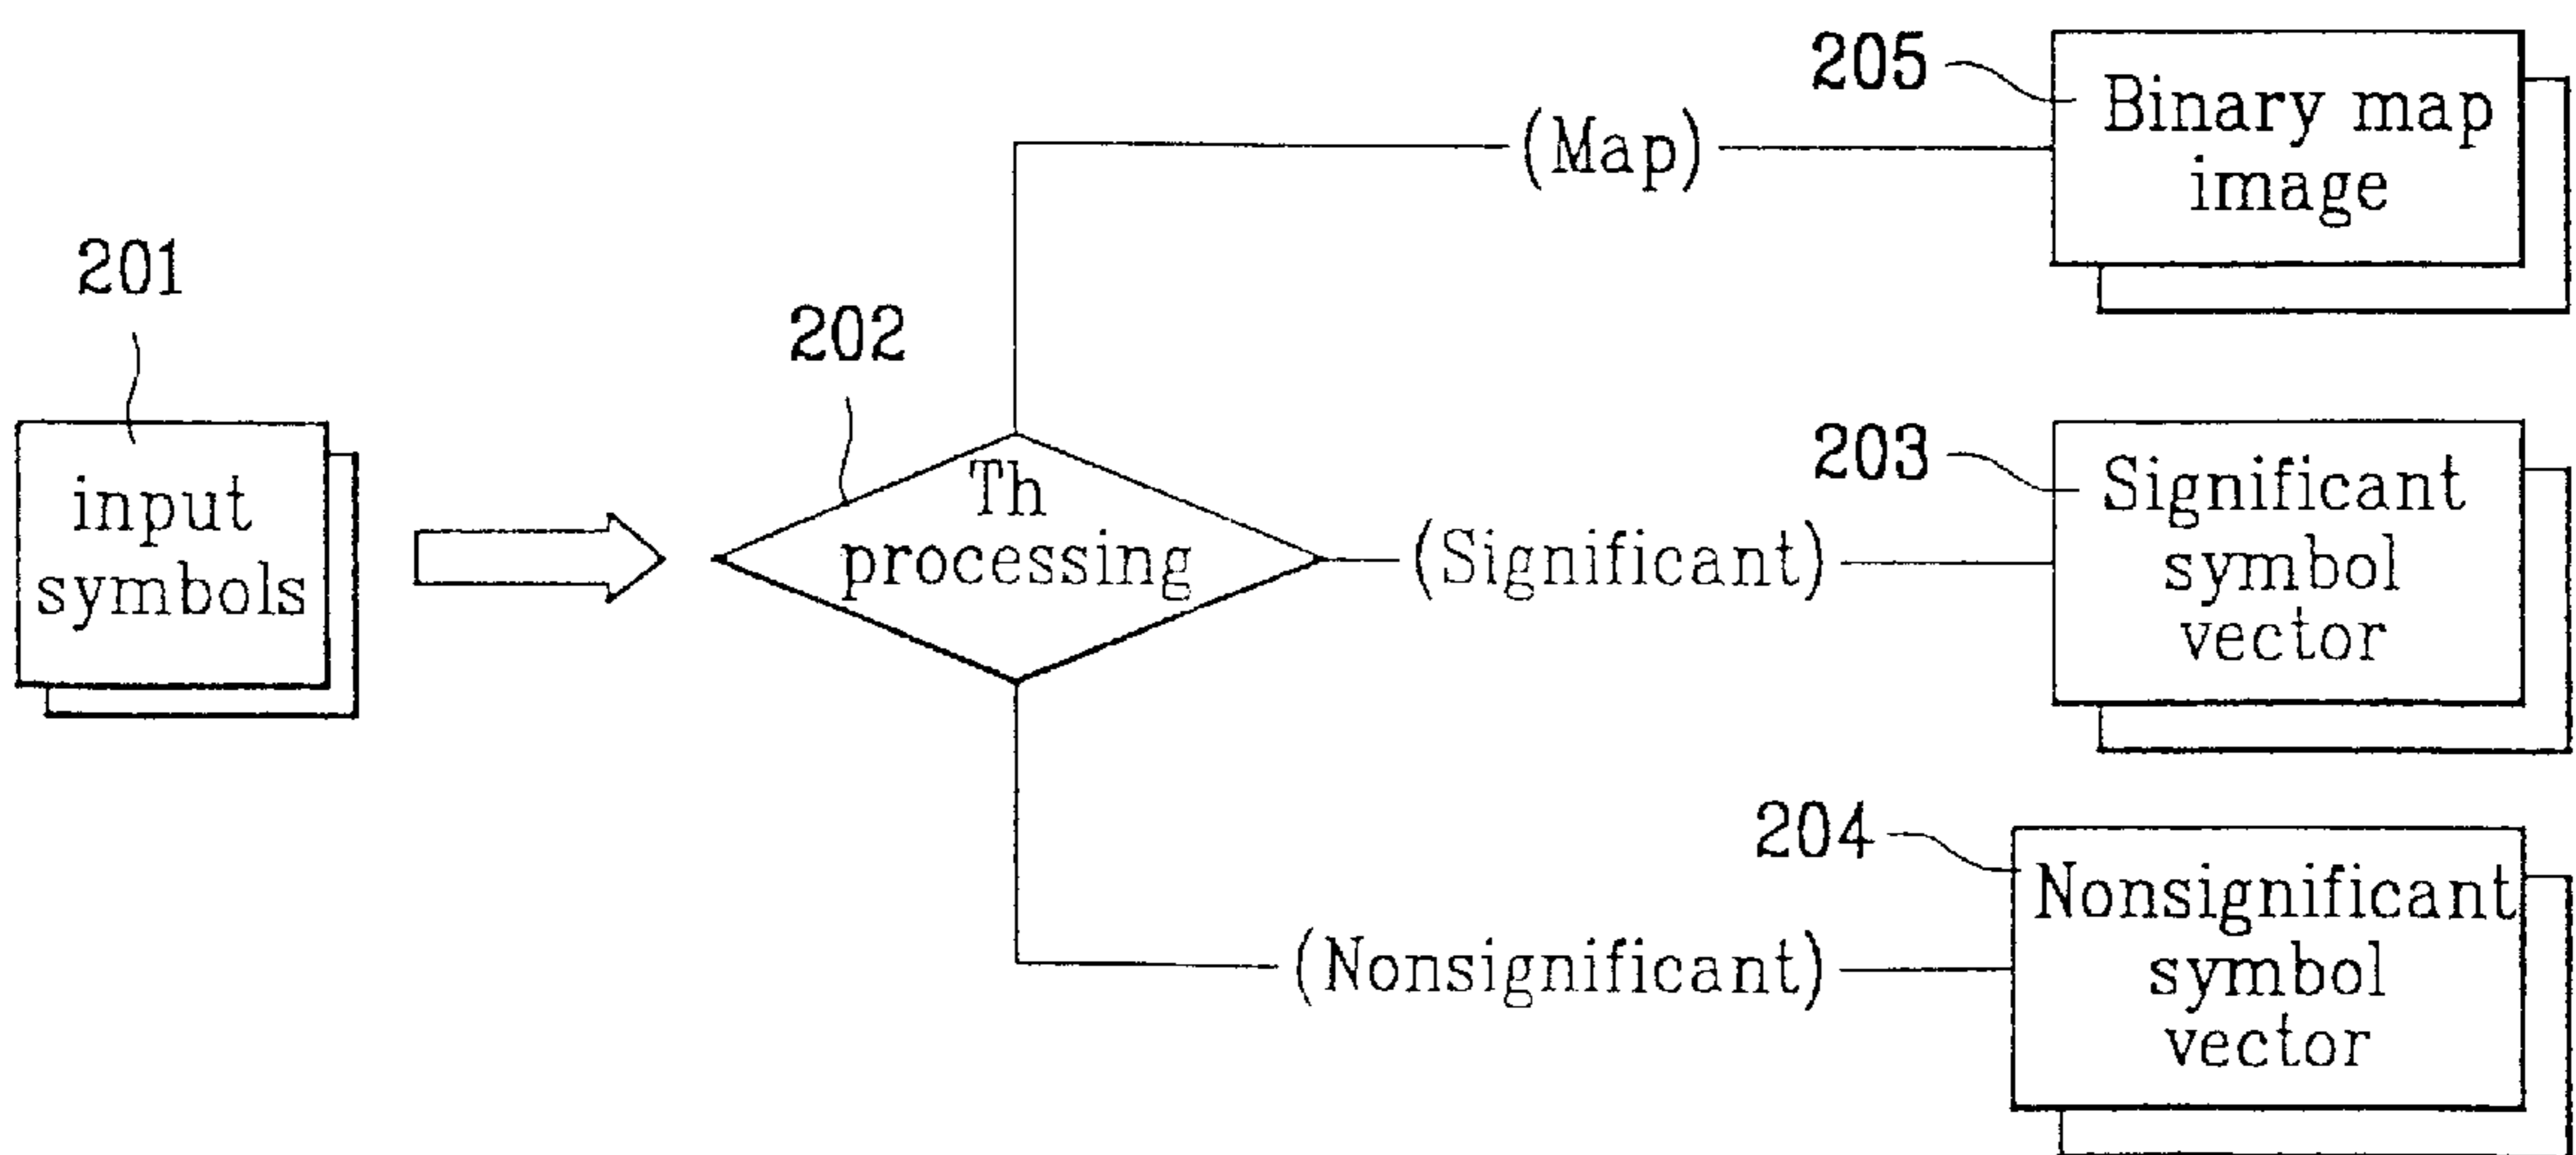 205
(Map)
Binary map
image
201
input
symbols
202
Th
processing
(Significant)
203
Significant
symbol
vector
204
(Nonsignificant)
Nonsignificant
symbol
vector